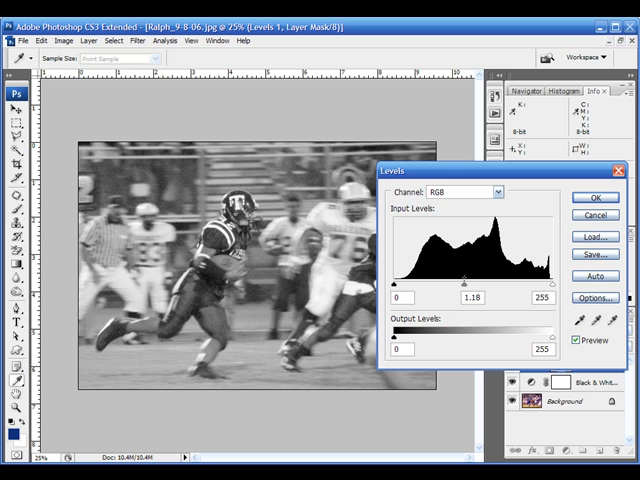 Adobe Photoshop CS3 Extended - [Ralph_9-8-06.jpg @ 25% (Levels 1, Layer Mask/8)]
File Edit Image Layer Select Filter Analysis View Window Help
Sample Size: Point Sample
Workspace
Ps
Navigator Histogram Info
K:
C:
M:
Y:
K:
8-bit
8-bit
X:
Y:
W:
H:
Levels
Channel: RGB
Input Levels:
0 1.18 255
Output Levels:
0 255
OK
Cancel
Load...
Save...
Auto
Options...
Preview
76
Black & Whit...
Background
25%
Doc: 10.4M/10.4M